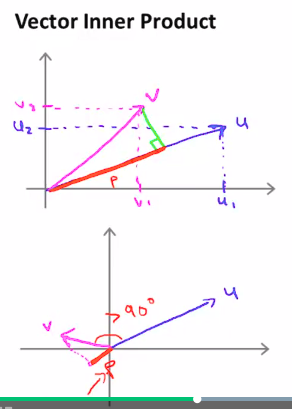 Vector Inner Product
v₂
v
u₂
u
p
v₁
u₁
> 90°
u
v
p